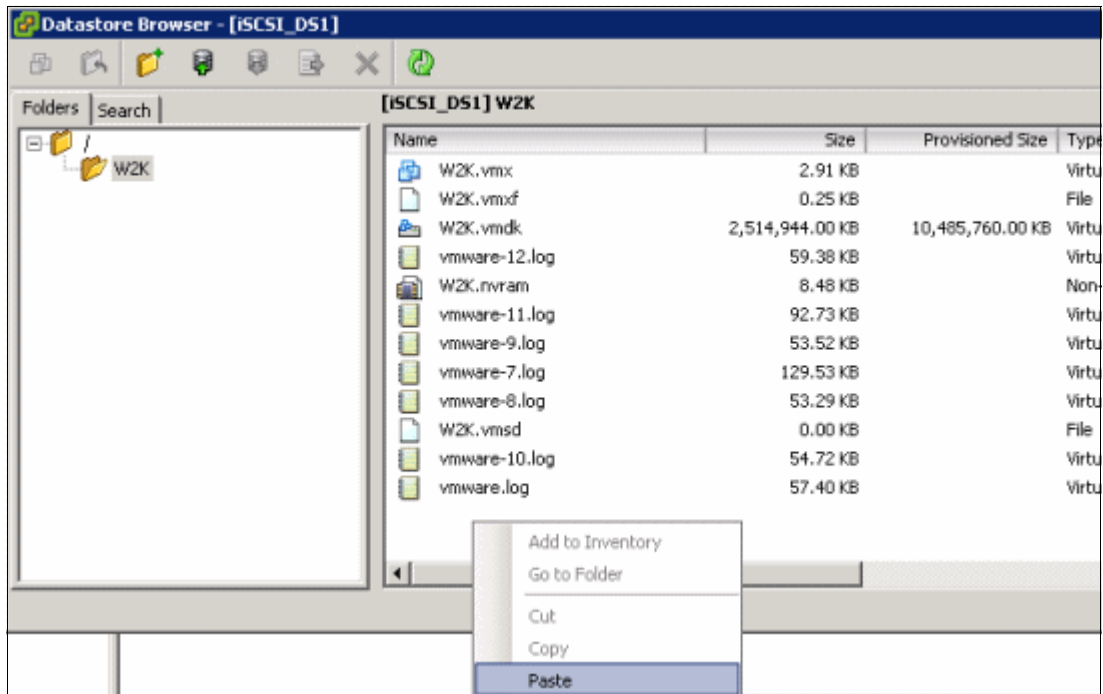 Datastore Browser - [iSCSI_DS1]
Folders Search
[iSCSI_DS1] W2K
/
W2K
Name Size Provisioned Size Type
W2K.vmx 2.91 KB Virtu
W2K.vmxf 0.25 KB File
W2K.vmdk 2,514,944.00 KB 10,485,760.00 KB Virtu
vmware-12.log 59.38 KB Virtu
W2K.nvram 8.48 KB Non-
vmware-11.log 92.73 KB Virtu
vmware-9.log 53.52 KB Virtu
vmware-7.log 129.53 KB Virtu
vmware-8.log 53.29 KB Virtu
W2K.vmsd 0.00 KB File
vmware-10.log 54.72 KB Virtu
vmware.log 57.40 KB Virtu
Add to Inventory
Go to Folder
Cut
Copy
Paste